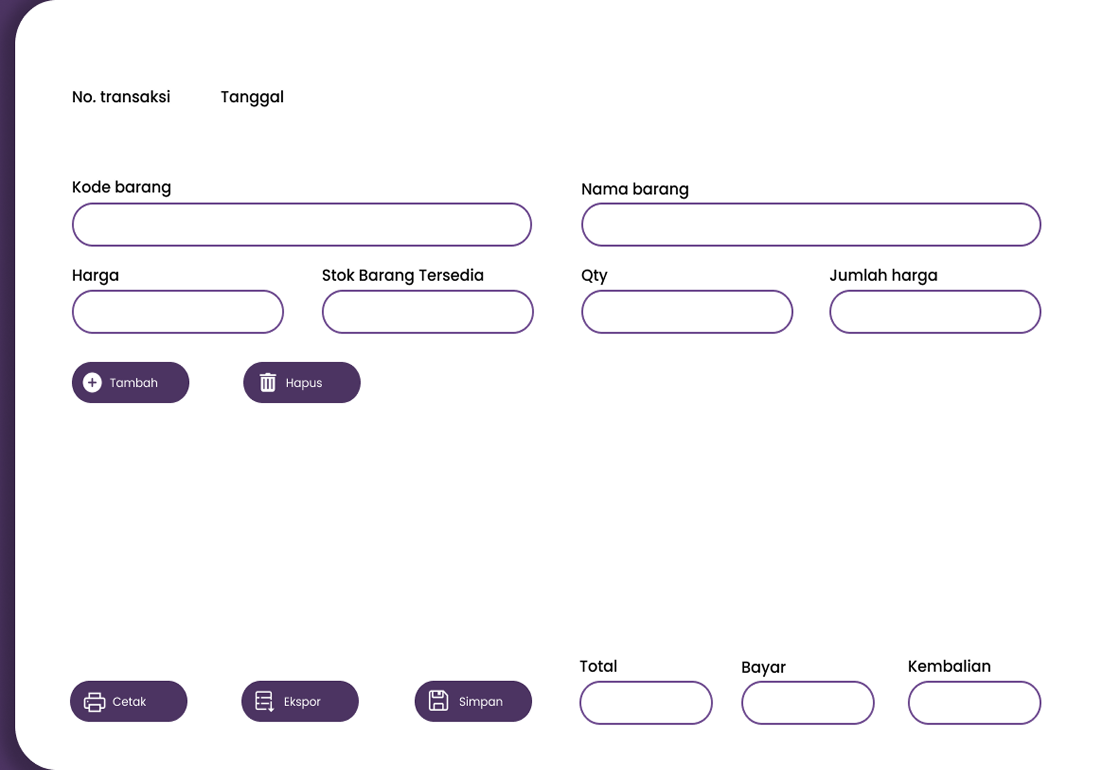 No. transaksi
Tanggal
Kode barang
Nama barang
Harga
Stok Barang Tersedia
Qty
Jumlah harga
Tambah
Hapus
Total
Bayar
Kembalian
Cetak
Ekspor
Simpan